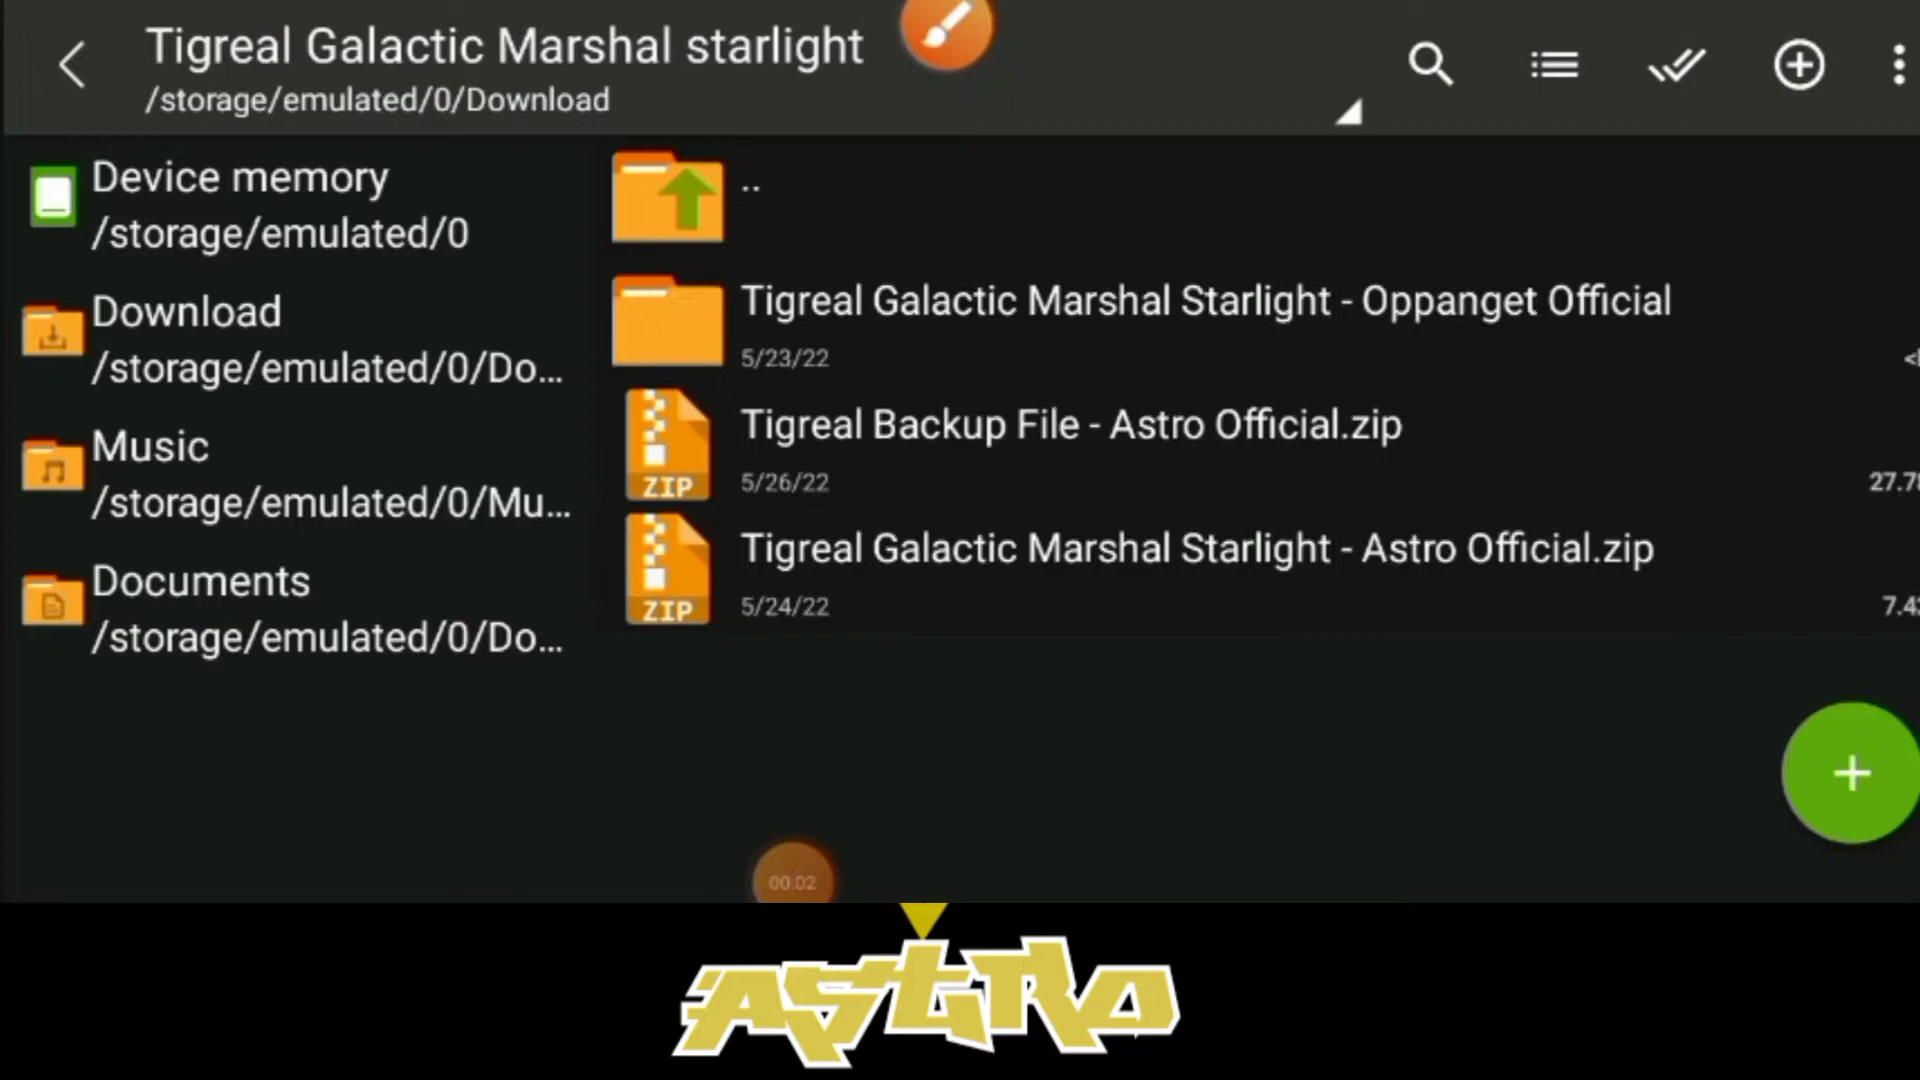 Tigreal Galactic Marshal starlight
/storage/emulated/0/Download
Device memory
/storage/emulated/0
Download
/storage/emulated/0/Do...
Music
/storage/emulated/0/Mu...
Documents
/storage/emulated/0/Do...
..
Tigreal Galactic Marshal Starlight - Oppanget Official
5/23/22
Tigreal Backup File - Astro Official.zip
5/26/22
27.78
ZIP
Tigreal Galactic Marshal Starlight - Astro Official.zip
5/24/22
ZIP
00:02
ASTRO